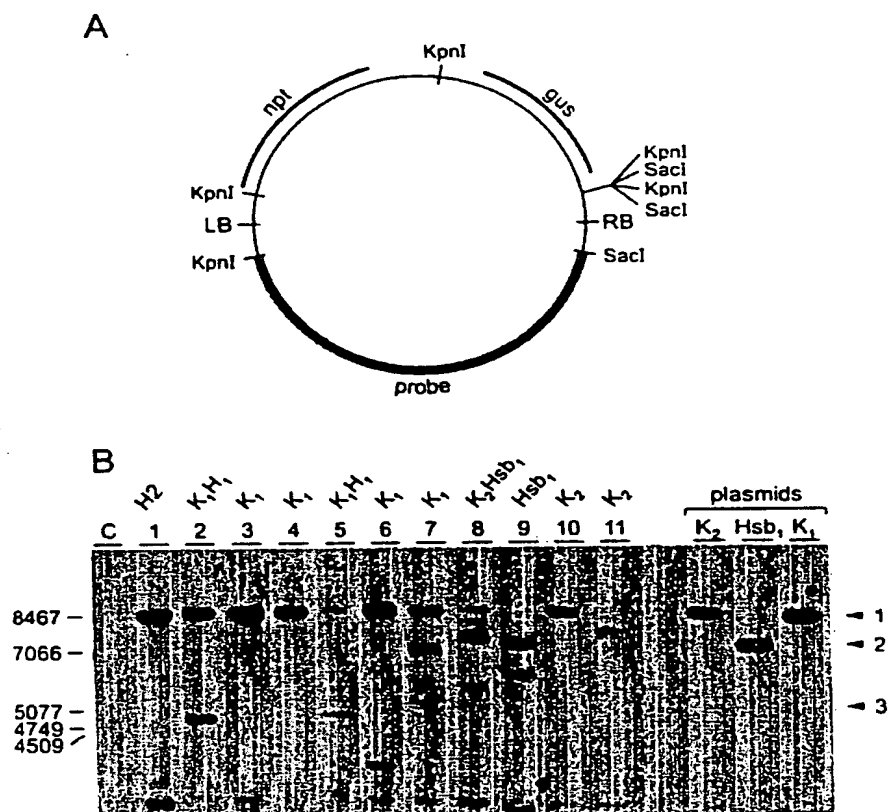 A
KpnI
npt
gus
KpnI
SacI
KpnI
SacI
KpnI
LB
RB
KpnI
SacI
probe
B
H2 K₁H₁ K₁ K₁ K₁H₁ K₁ K₁ K₂Hsb₁ Hsb₁ K₂ K₂ plasmids
C 1 2 3 4 5 6 7 8 9 10 11 K₂ Hsb₁ K₁
8467 1
7066 2
5077 3
4749
4509